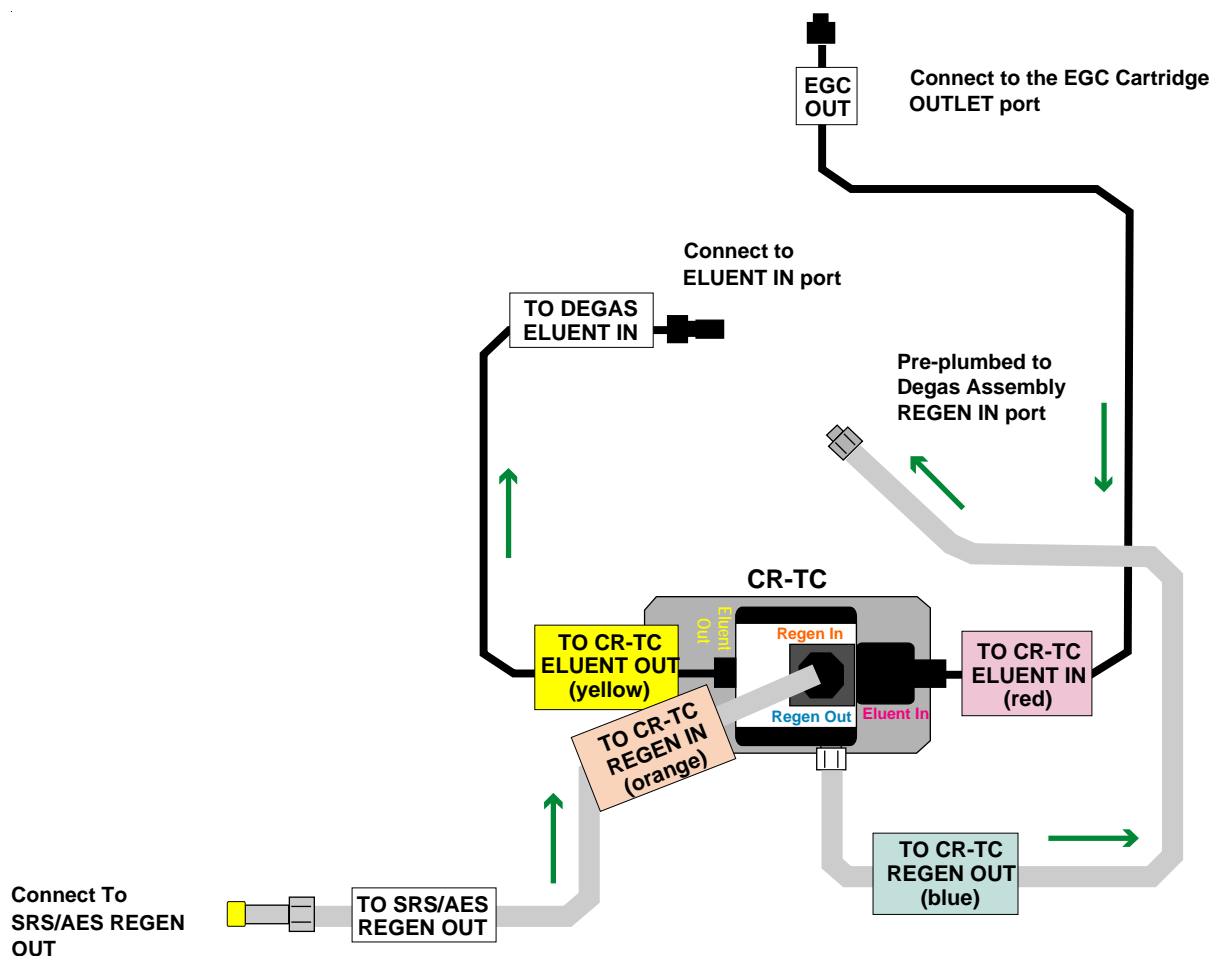 EGC
OUT
Connect to the EGC Cartridge
OUTLET port
Connect to
ELUENT IN port
TO DEGAS
ELUENT IN
Pre-plumbed to
Degas Assembly
REGEN IN port
CR-TC
Eluent
Out
Regen In
TO CR-TC
ELUENT OUT
(yellow)
TO CR-TC
ELUENT IN
(red)
Regen Out
Eluent In
TO CR-TC
REGEN IN
(orange)
TO CR-TC
REGEN OUT
(blue)
Connect To
SRS/AES REGEN
OUT
TO SRS/AES
REGEN OUT